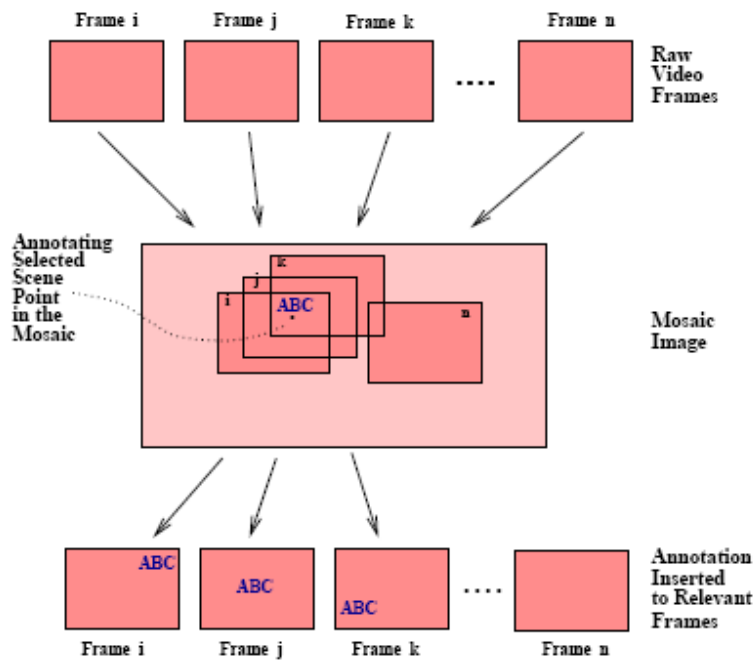 Frame i
Frame j
Frame k
Frame n
Raw
Video
Frames
....
Annotating
Selected
Scene
Point
in the
Mosaic
k
j
i
ABC
n
Mosaic
Image
ABC
ABC
ABC
....
Annotation
Inserted
to Relevant
Frames
Frame i
Frame j
Frame k
Frame n